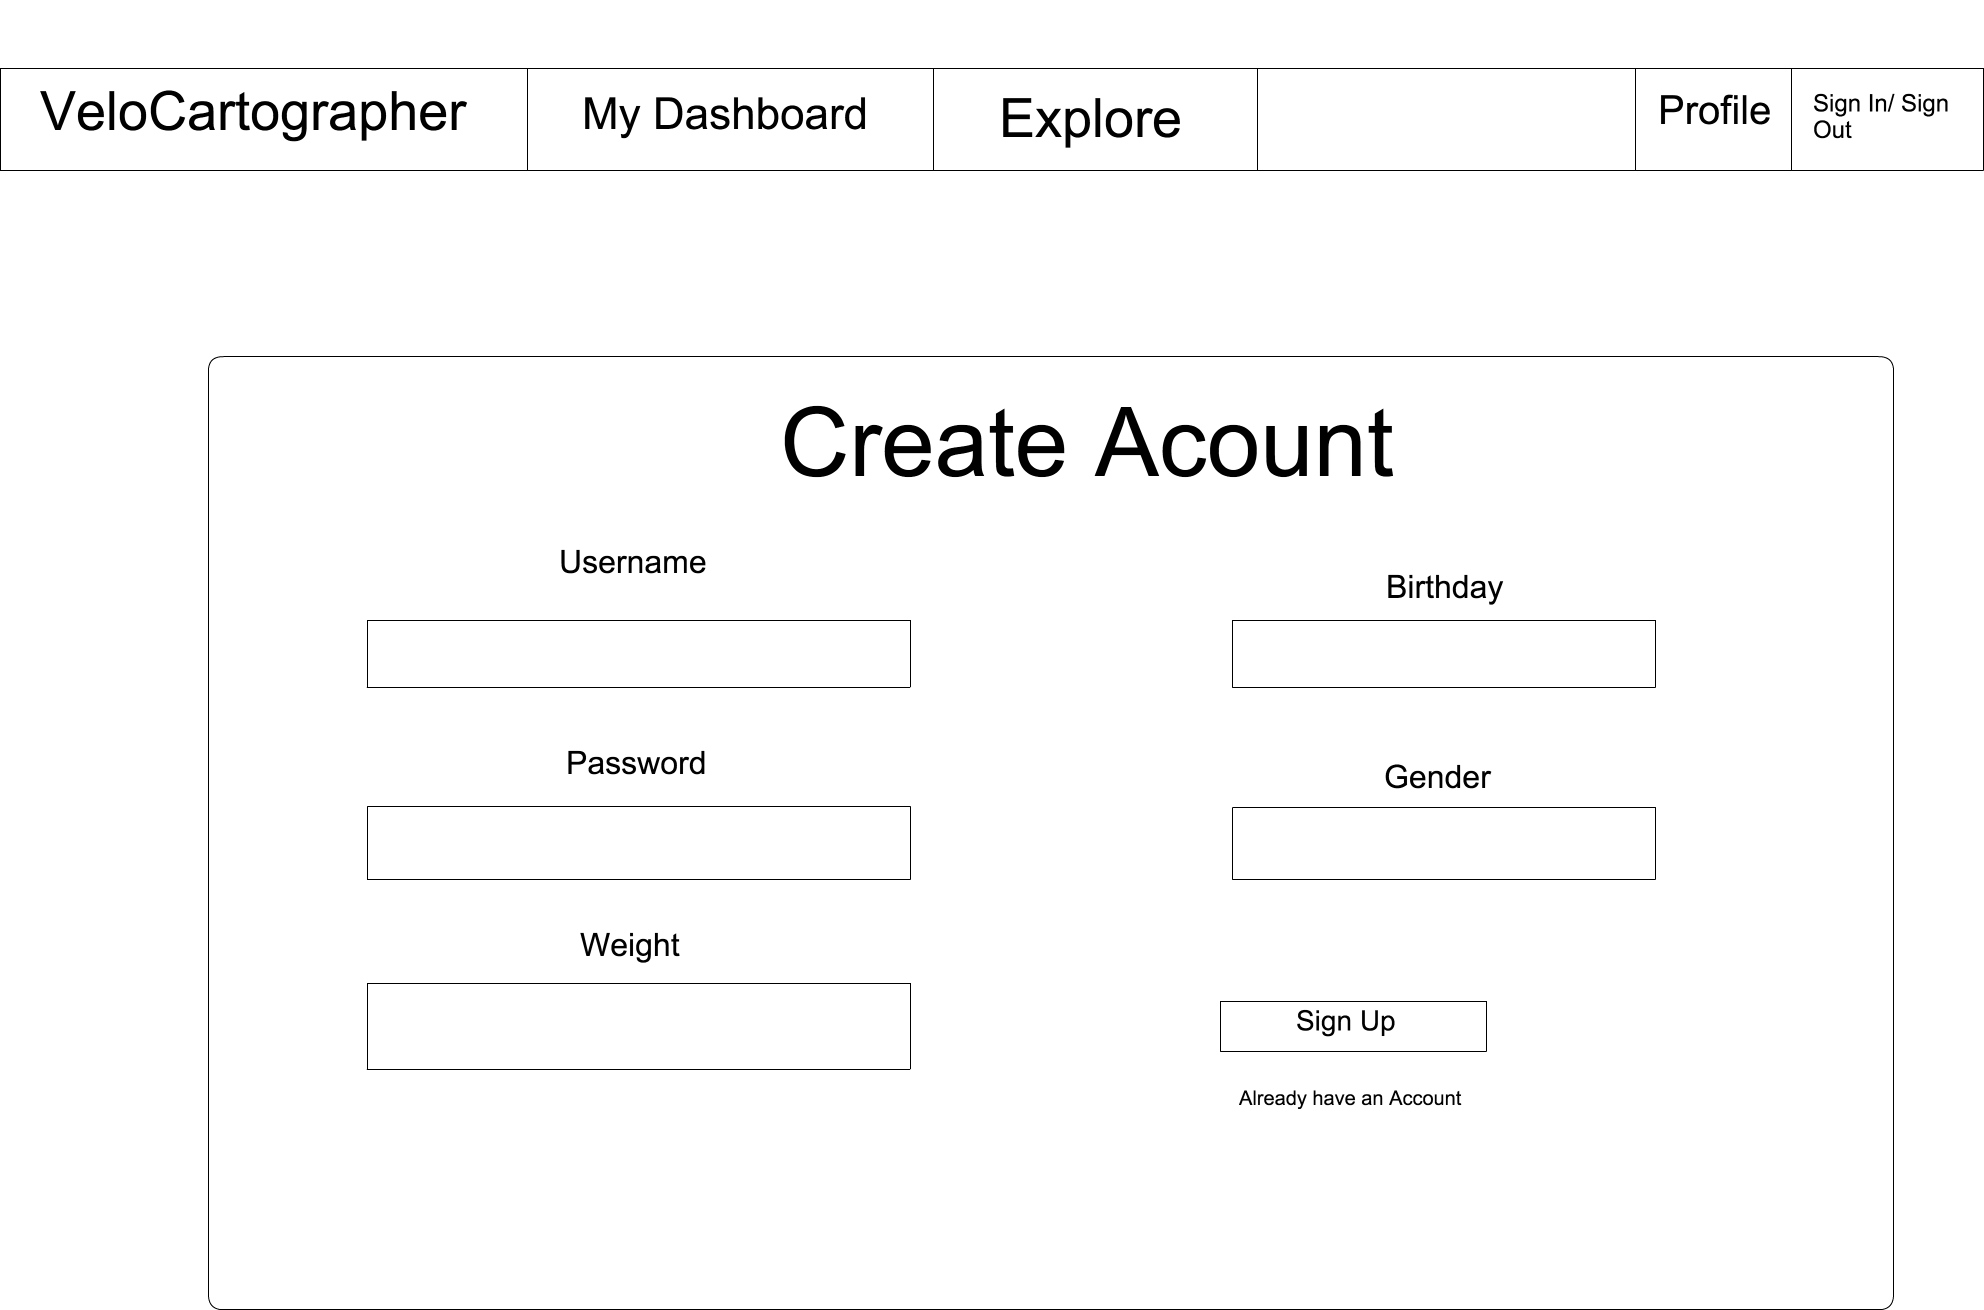 VeloCartographer
My Dashboard
Explore
Profile
Sign In/ Sign
Out
Create Acount
Username
Birthday
Password
Gender
Weight
Sign Up
Already have an Account